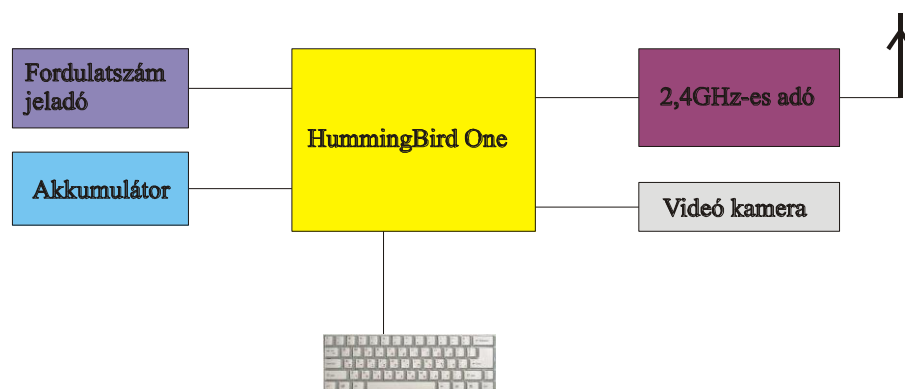 Fordulatszám
jeladó
HummingBird One
2,4GHz-es adó
Akkumulátor
Videó kamera